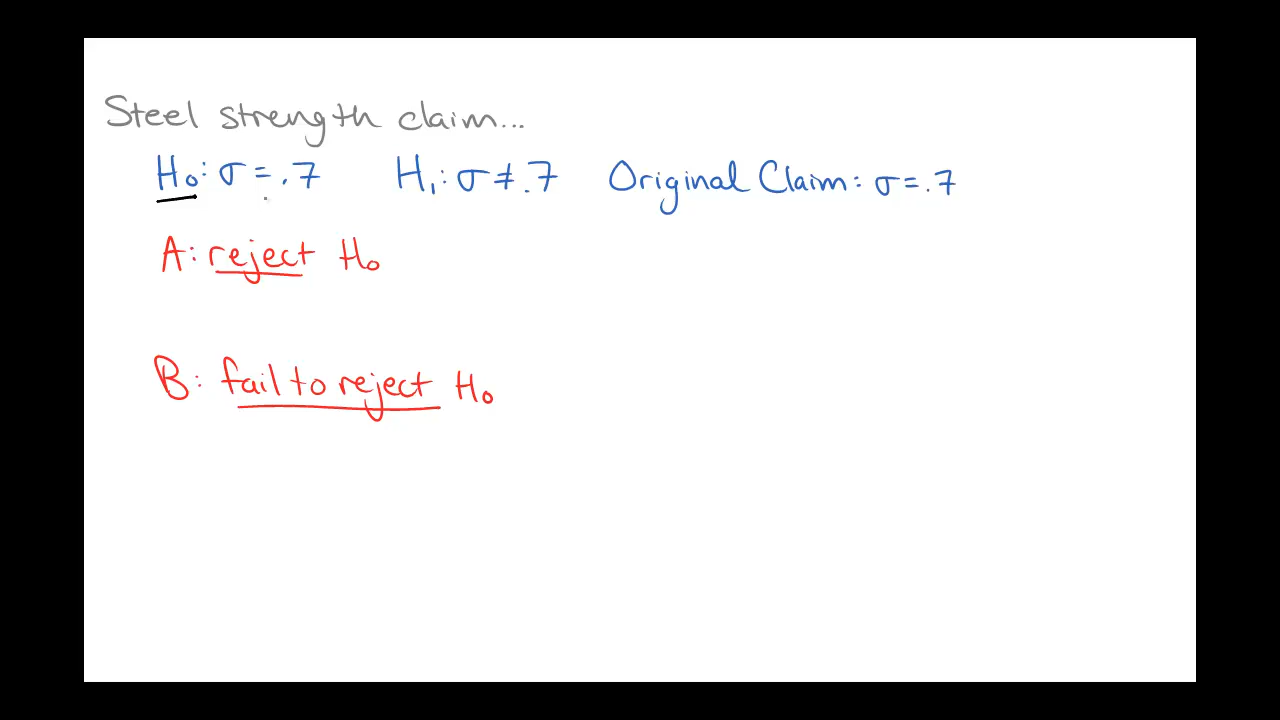 Steel strength claim...
H₀: σ = .7 H₁: σ ≠ .7 Original Claim: σ = .7
A: reject H₀
B: fail to reject H₀